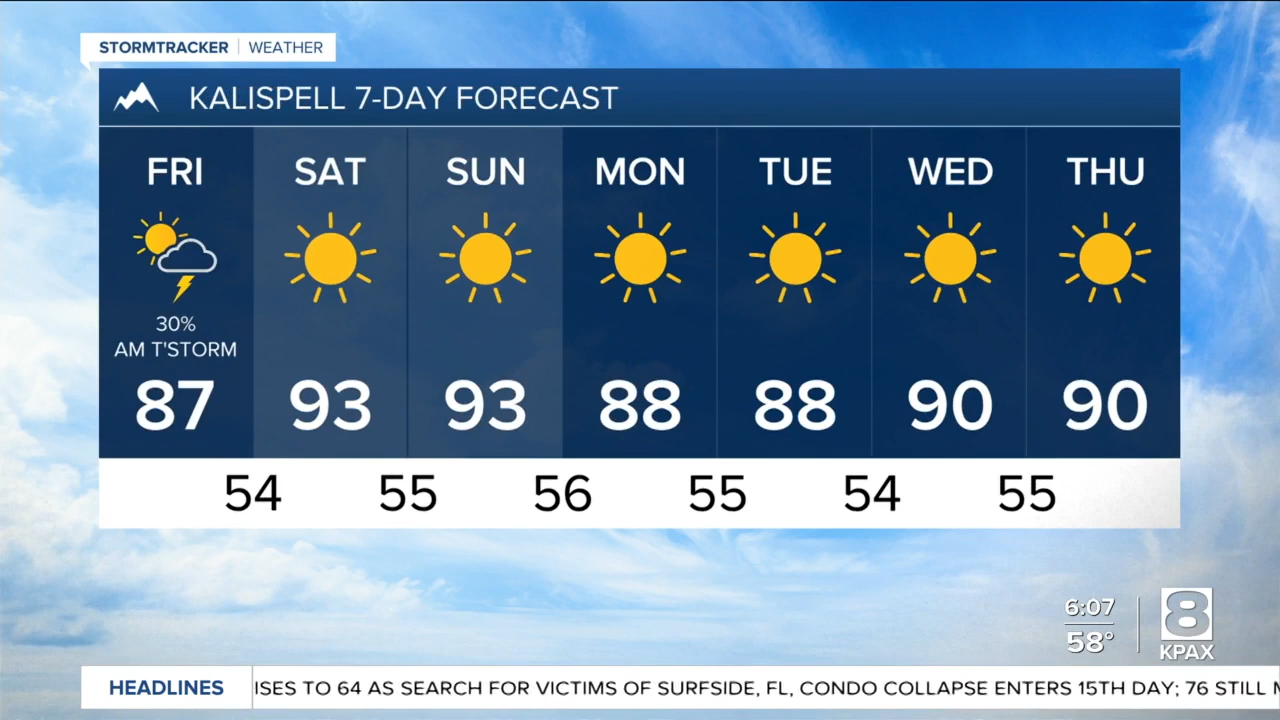 STORMTRACKER | WEATHER
KALISPELL 7-DAY FORECAST
FRI SAT SUN MON TUE WED THU
30%
AM T'STORM
87 93 93 88 88 90 90
54 55 56 55 54 55
6:07
58°
8
KPAX
HEADLINES ISES TO 64 AS SEARCH FOR VICTIMS OF SURFSIDE, FL, CONDO COLLAPSE ENTERS 15TH DAY; 76 STILL